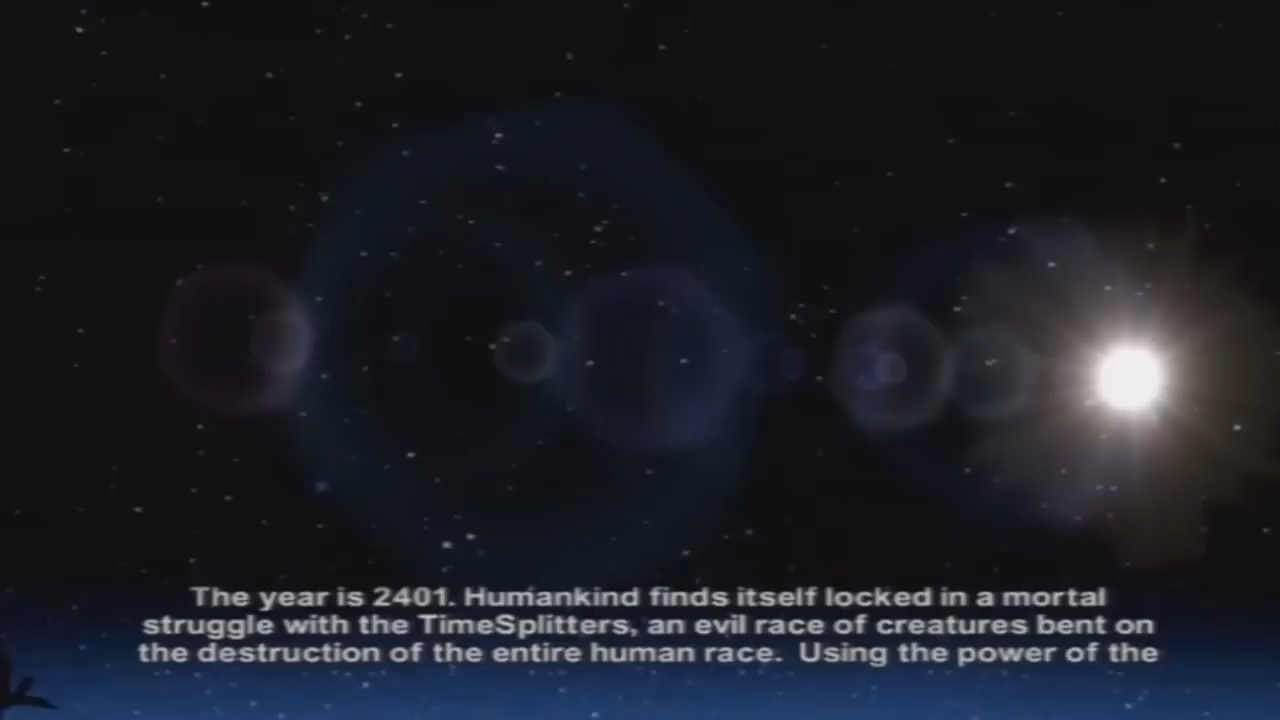 The year is 2401. Humankind finds itself locked in a mortal
struggle with the TimeSplitters, an evil race of creatures bent on
the destruction of the entire human race.  Using the power of the